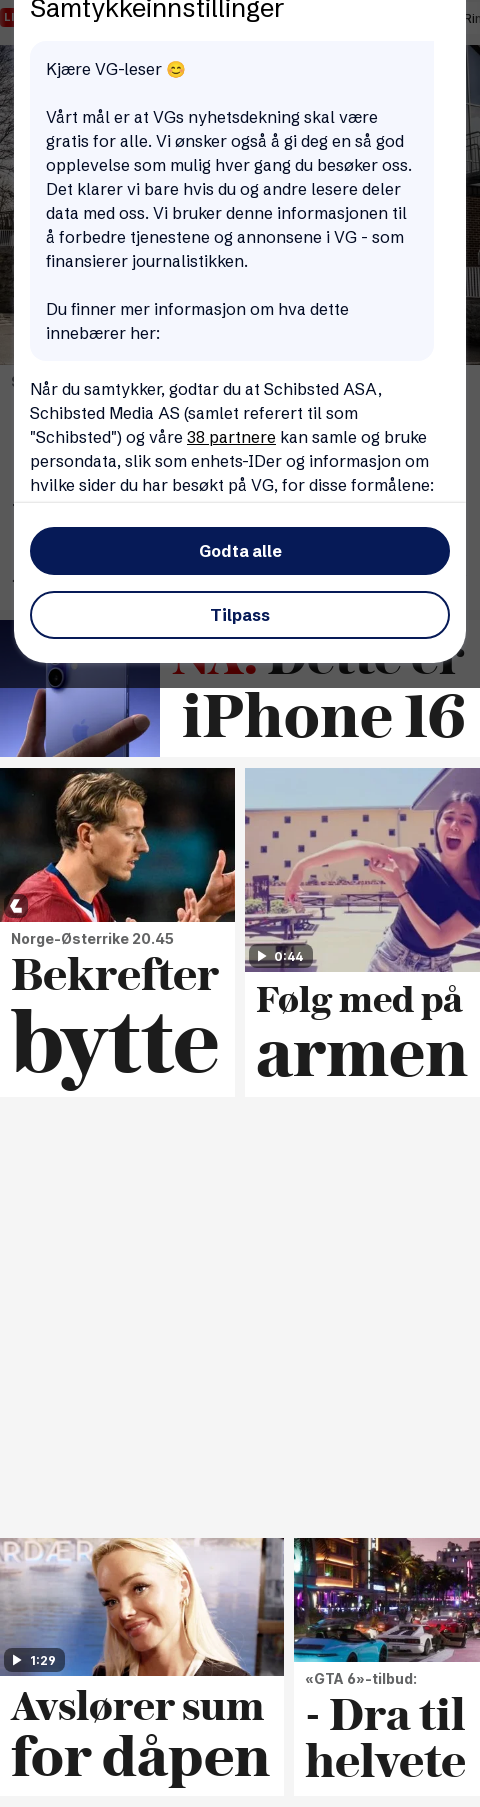 Samtykkeinnstillinger
Kjære VG-leser 😊
Vårt mål er at VGs nyhetsdekning skal være
gratis for alle. Vi ønsker også å gi deg en så god
opplevelse som mulig hver gang du besøker oss.
Det klarer vi bare hvis du og andre lesere deler
data med oss. Vi bruker denne informasjonen til
å forbedre tjenestene og annonsene i VG - som
finansierer journalistikken.
Du finner mer informasjon om hva dette
innebærer her:
Når du samtykker, godtar du at Schibsted ASA,
Schibsted Media AS (samlet referert til som
"Schibsted") og våre 38 partnere kan samle og bruke
persondata, slik som enhets-IDer og informasjon om
hvilke sider du har besøkt på VG, for disse formålene:
Godta alle
Tilpass
NÅ: Dette er
iPhone 16
Norge-Østerrike 20.45
Bekrefter
bytte
0:44
Følg med på
armen
1:29
Avslører sum
for dåpen
«GTA 6»-tilbud:
- Dra til
helvete